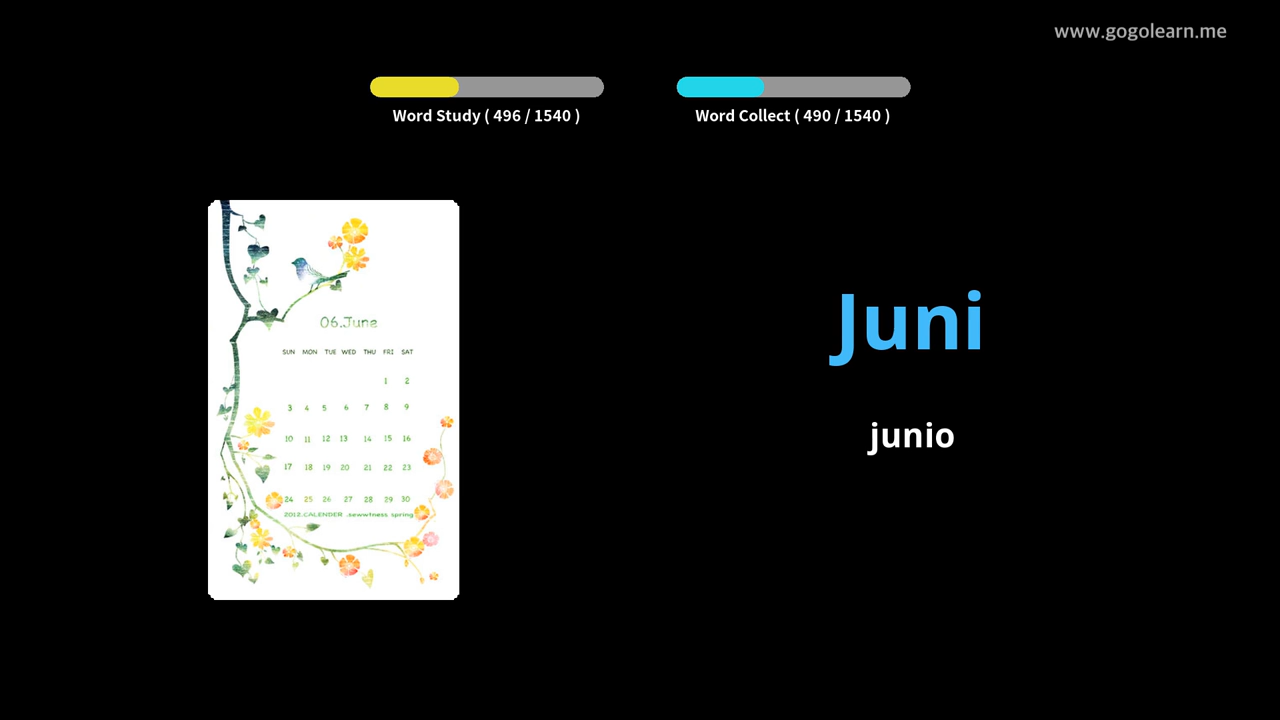 www.gogolearn.me
Word Study ( 496 / 1540 )
Word Collect ( 490 / 1540 )
06.June
SUN MON TUE WED THU FRI SAT
1 2
3 4 5 6 7 8 9
10 11 12 13 14 15 16
17 18 19 20 21 22 23
24 25 26 27 28 29 30
2012.CALENDER .sewwtness spring
Juni
junio